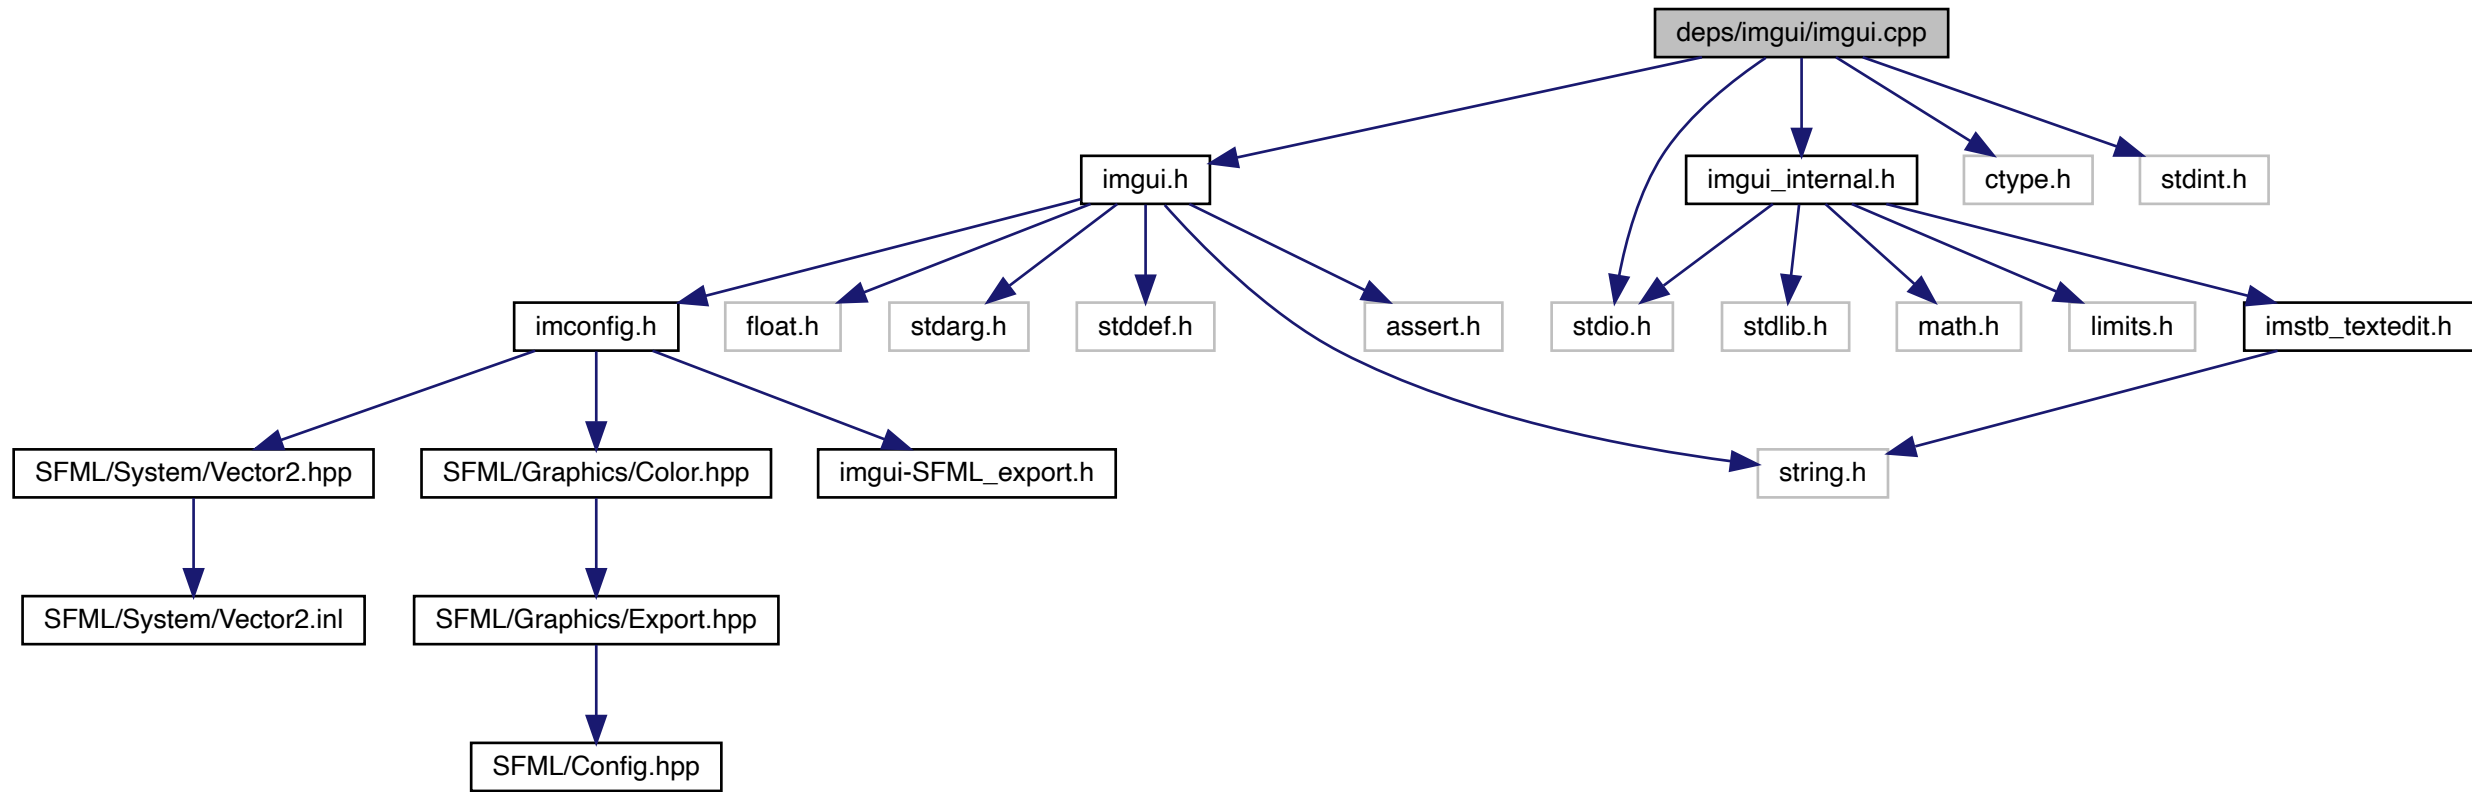 deps/imgui/imgui.cpp
imgui.h
imgui_internal.h
ctype.h
stdint.h
imconfig.h
float.h
stdarg.h
stddef.h
assert.h
stdio.h
stdlib.h
math.h
limits.h
imstb_textedit.h
SFML/System/Vector2.hpp
SFML/Graphics/Color.hpp
imgui-SFML_export.h
string.h
SFML/System/Vector2.inl
SFML/Graphics/Export.hpp
SFML/Config.hpp